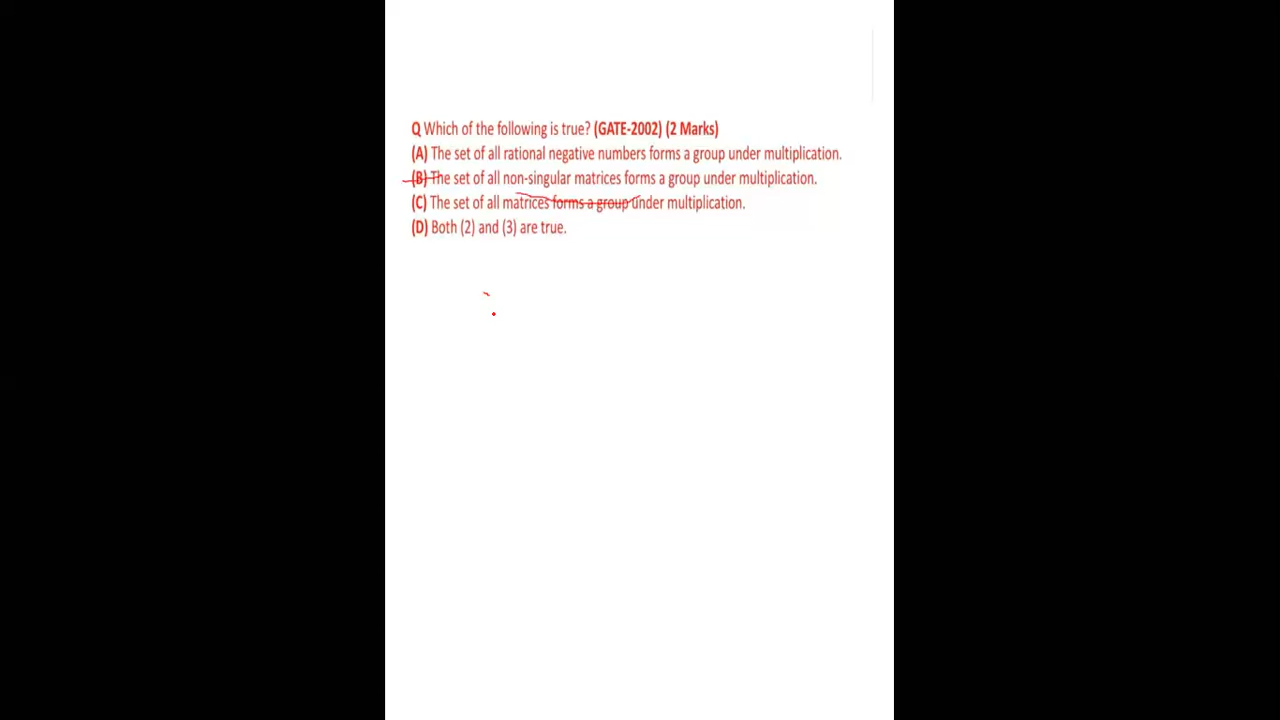 Q Which of the following is true? (GATE-2002) (2 Marks)
(A) The set of all rational negative numbers forms a group under multiplication.
(B) The set of all non-singular matrices forms a group under multiplication.
(C) The set of all matrices forms a group under multiplication.
(D) Both (2) and (3) are true.